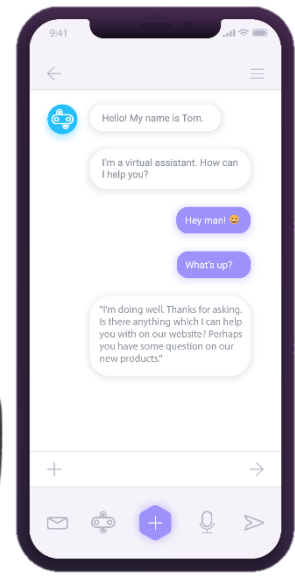 9:41
Hello! My name is Tom.
I'm a virtual assistant. How can
I help you?
Hey man! 😄
What's up?
"I'm doing well. Thanks for asking.
Is there anything which I can help
you with on our website? Perhaps
you have some question on our
new products."